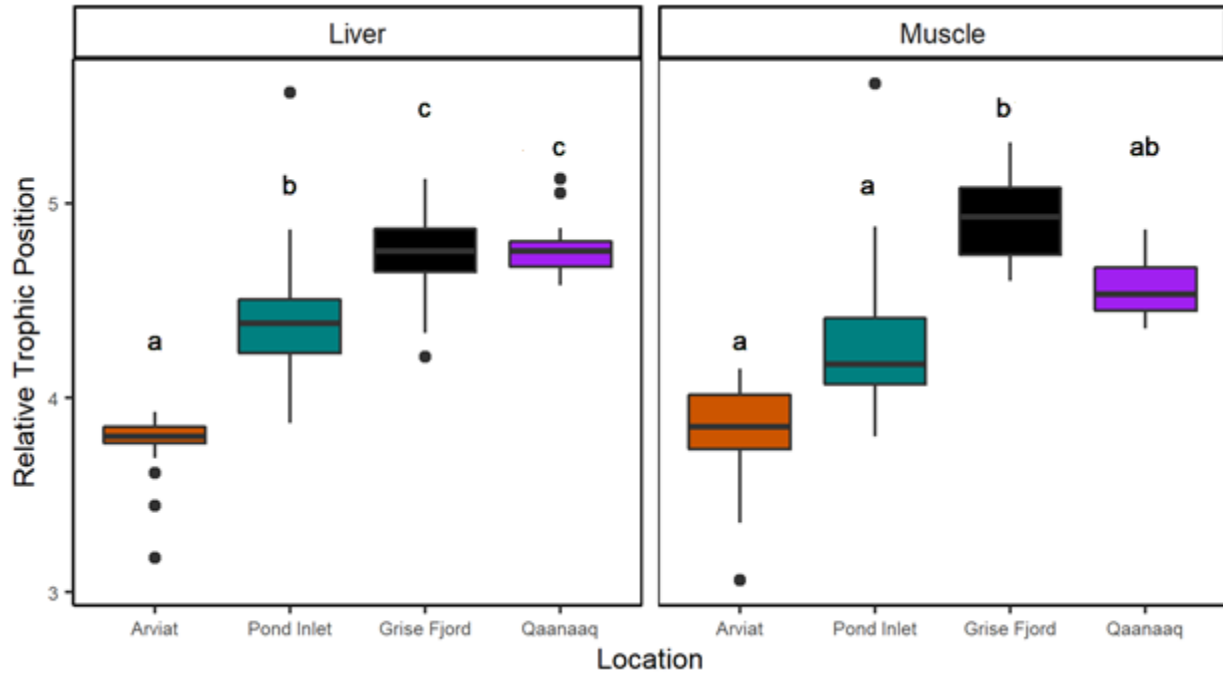 Liver
Muscle
Relative Trophic Position
5
4
3
a
b
c
c
a
a
b
ab
Arviat
Pond Inlet
Grise Fjord
Qaanaaq
Arviat
Pond Inlet
Grise Fjord
Qaanaaq
Location